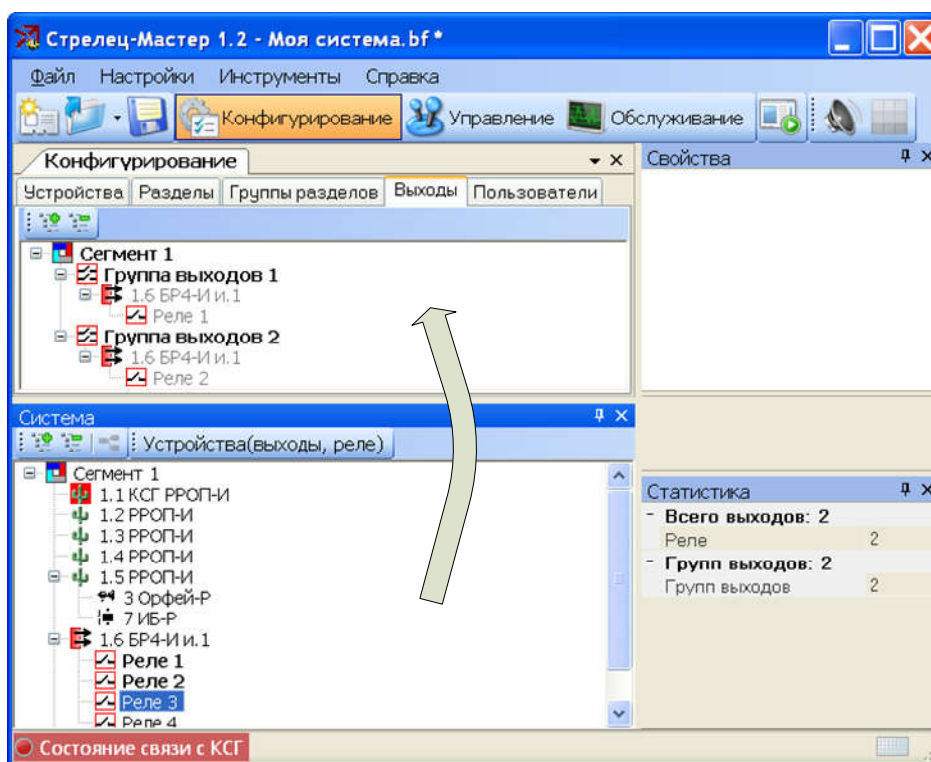 Стрелец-Мастер 1.2 - Моя система.bf *
Файл Настройки Инструменты Справка
Конфигурирование Управление Обслуживание
Конфигурирование
Свойства
Устройства Разделы Группы разделов Выходы Пользователи
Сегмент 1
Группа выходов 1
1.6 БР4-И и.1
Реле 1
Группа выходов 2
1.6 БР4-И и.1
Реле 2
Система
Устройства(выходы, реле)
Сегмент 1
1.1 КСГ РРОП-И
1.2 РРОП-И
1.3 РРОП-И
1.4 РРОП-И
1.5 РРОП-И
3 Орфей-Р
7 ИБ-Р
1.6 БР4-И и.1
Реле 1
Реле 2
Реле 3
Реле 4
Статистика
Всего выходов: 2
Реле 2
Групп выходов: 2
Групп выходов 2
Состояние связи с КСГ